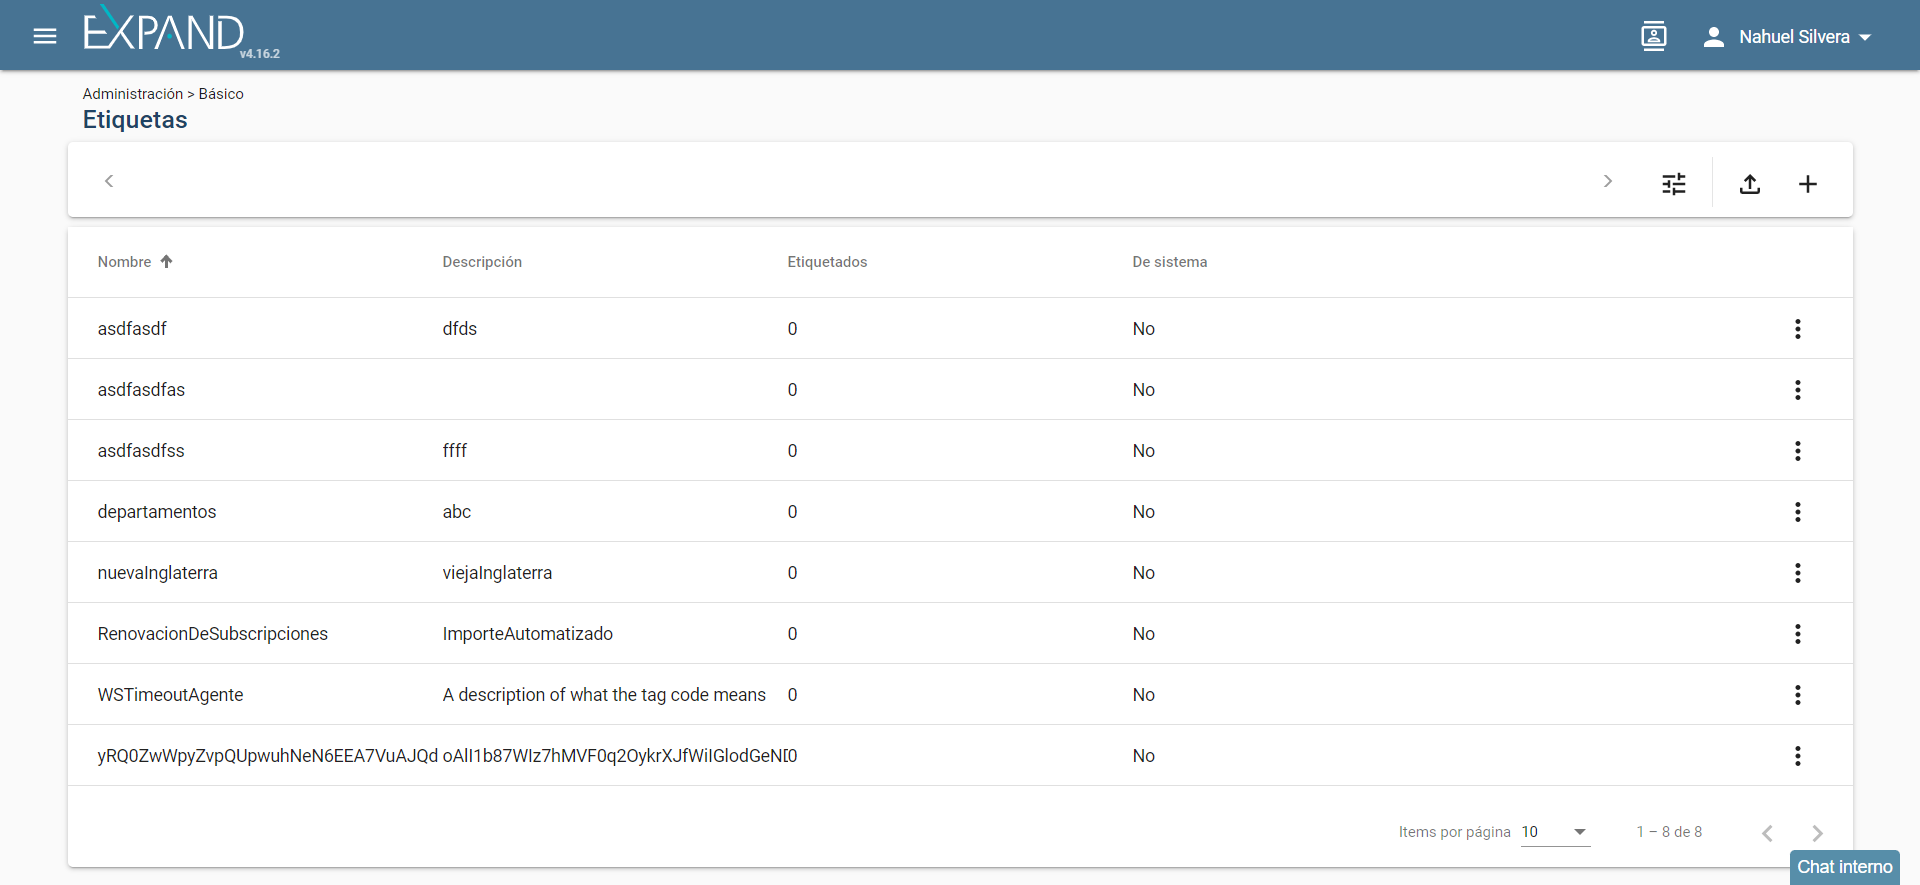 EXPAND v4.16.2
Nahuel Silvera
Administración > Básico
Etiquetas
Nombre Descripción Etiquetados De sistema
asdfasdf dfds 0 No
asdfasdfas 0 No
asdfasdfss ffff 0 No
departamentos abc 0 No
nuevaInglaterra viejaInglaterra 0 No
RenovacionDeSubscripciones ImporteAutomatizado 0 No
WSTimeoutAgente A description of what the tag code means 0 No
0 No
Items por página 10 1 – 8 de 8
Chat interno